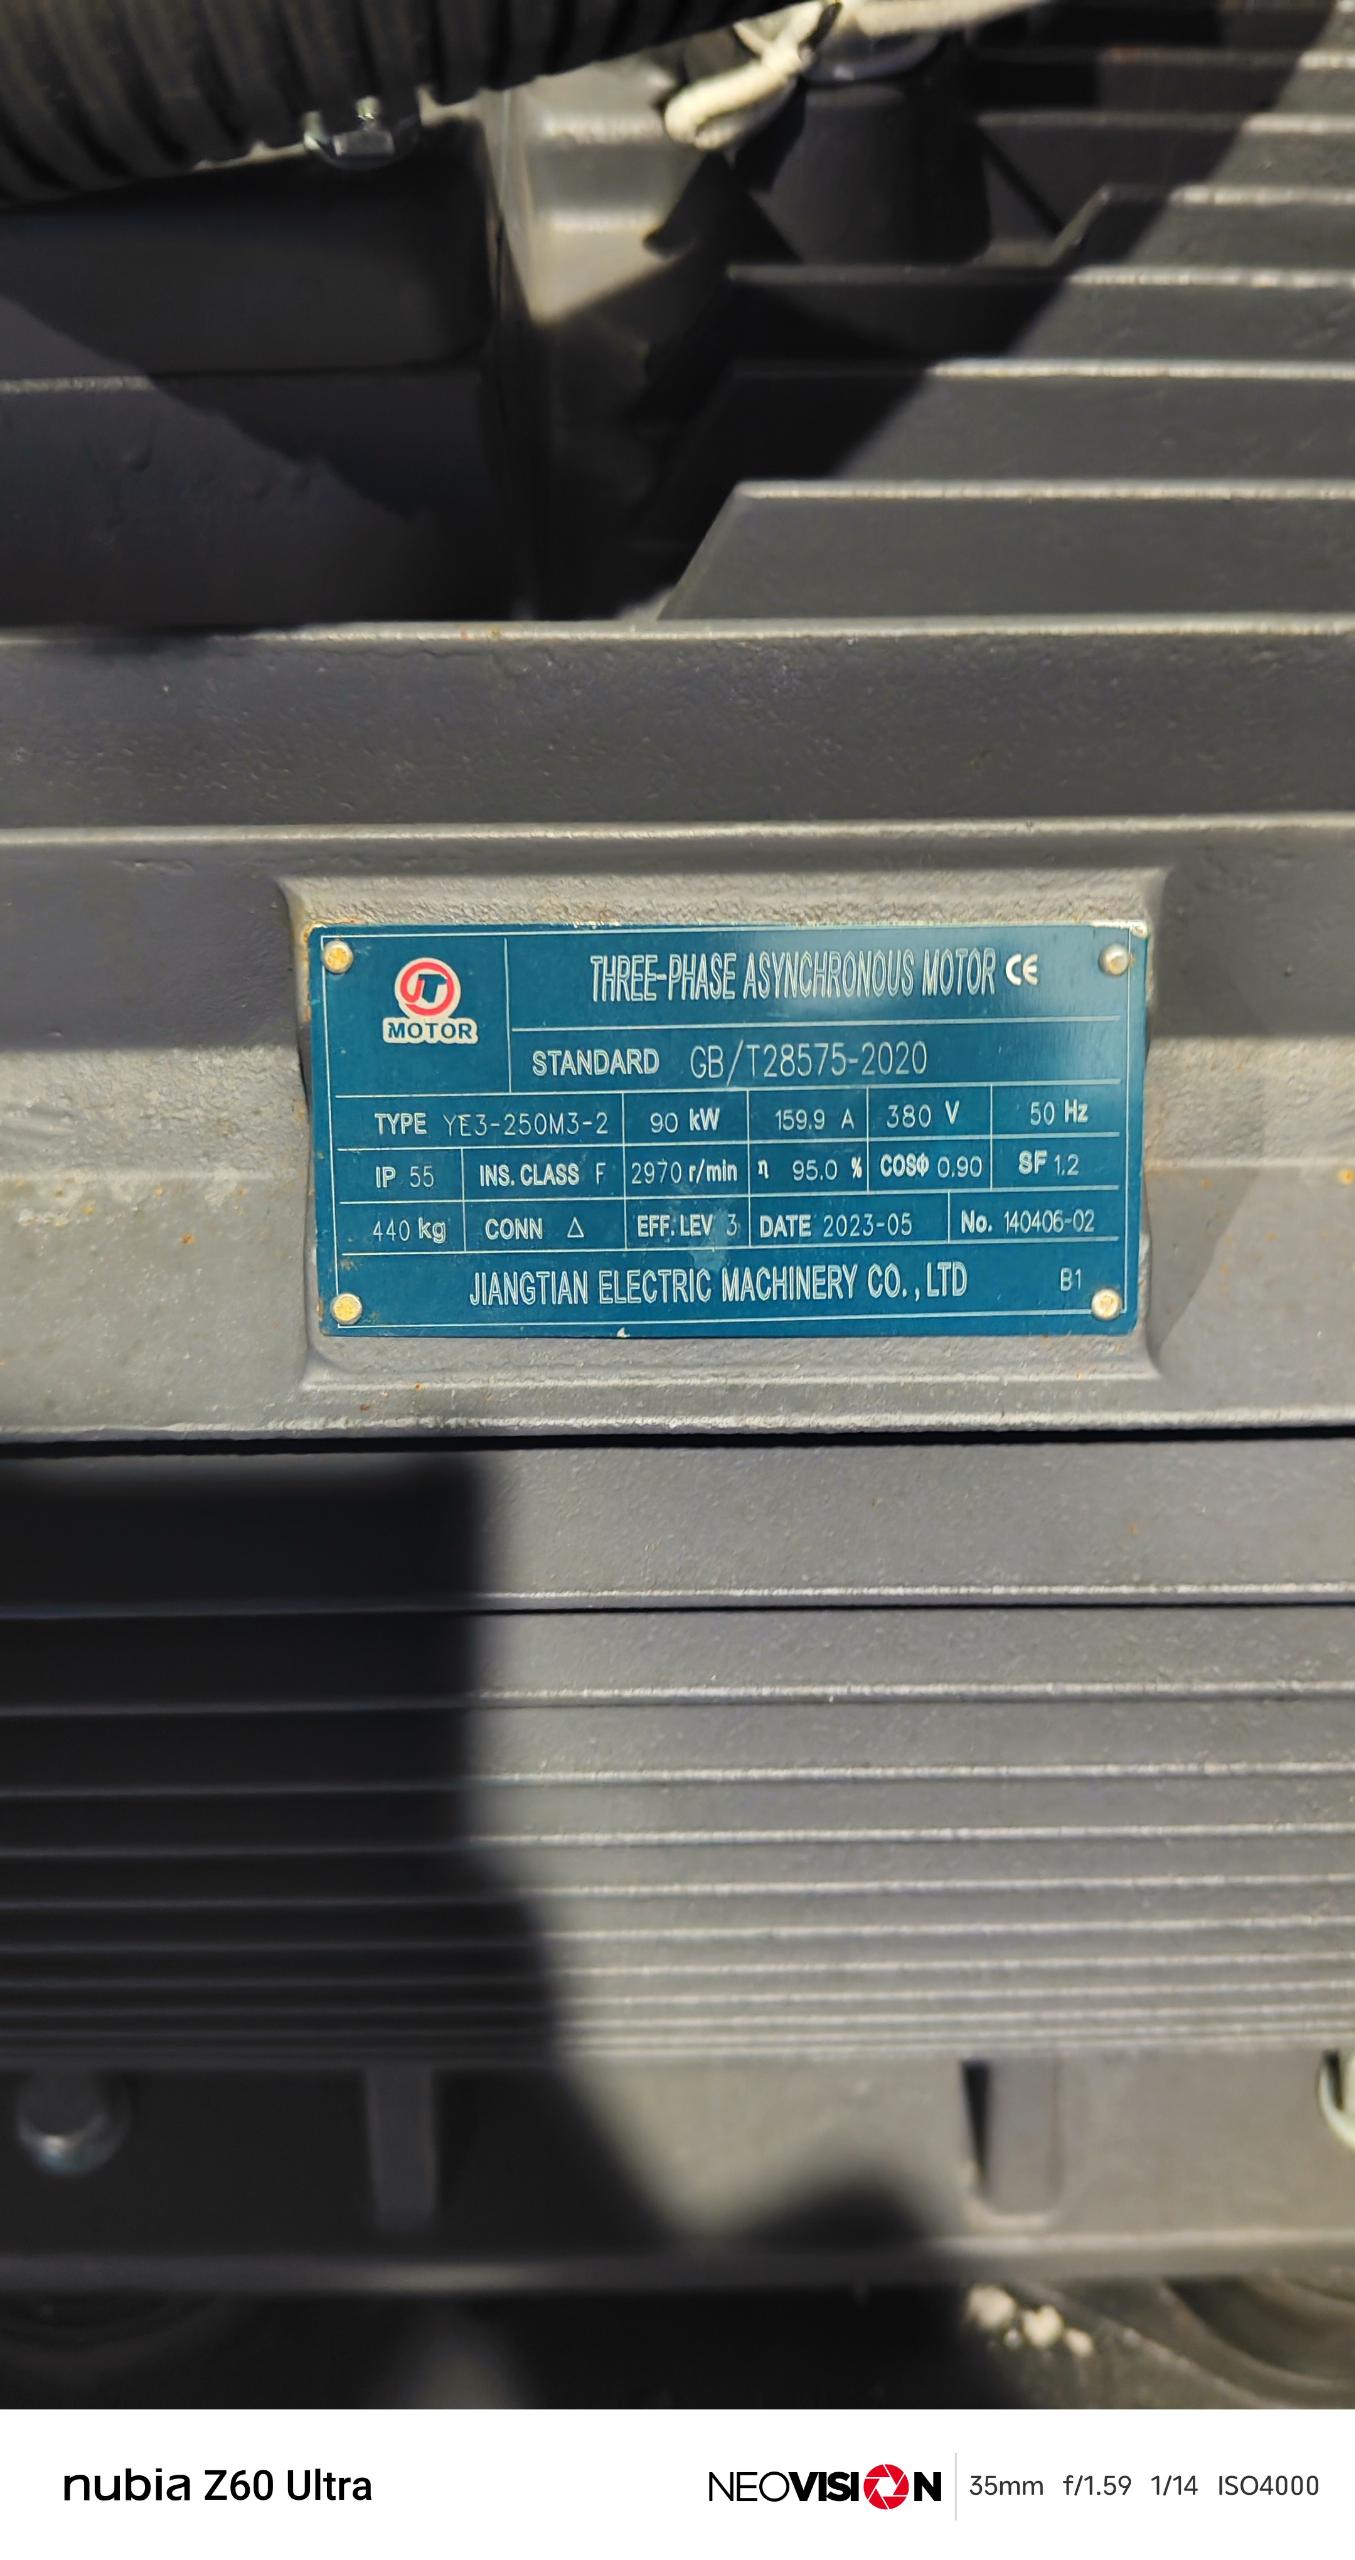 JT
MOTOR
THREE-PHASE ASYNCHRONOUS MOTOR CE
STANDARD GB/T28575-2020
TYPE YE3-250M3-2 90 kW 159.9 A 380 V 50 Hz
IP 55 INS. CLASS F 2970 r/min η 95.0 % COSΦ 0.90 SF 1.2
440 kg CONN △ EFF. LEV 3 DATE 2023-05 No. 140406-02
JIANGTIAN ELECTRIC MACHINERY CO., LTD B1
nubia Z60 Ultra NEOVISION 35mm f/1.59 1/14 ISO4000